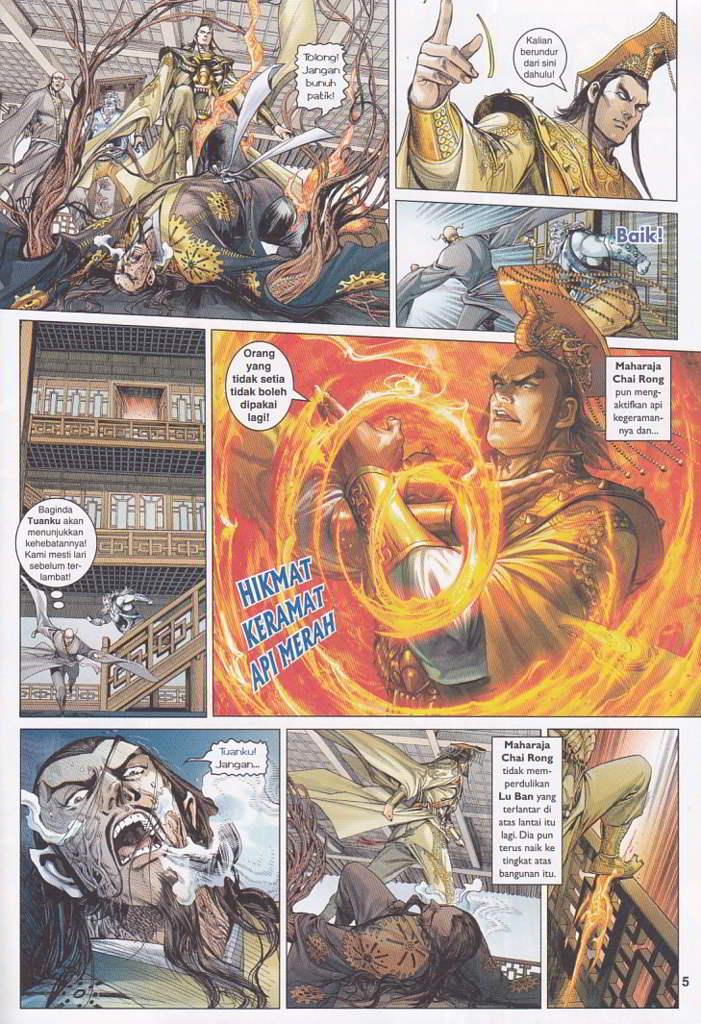 Tolong!
Jangan
bunuh
patik!
Kalian
berundur
dari sini
dahulu!
Baik!
Baginda
Tuanku akan
menunjukkan
kehebatannya!
Kami mesti lari
sebelum ter-
lambat!
Orang
yang
tidak setia
tidak boleh
dipakai
lagi!
Maharaja
Chai Rong
pun meng-
aktifkan api
kegeraman-
nya dan...
HIKMAT
KERAMAT
API MERAH
Tuanku!
Jangan...
Maharaja
Chai Rong
tidak mem-
perdulikan
Lu Ban yang
terlantar di
atas lantai itu
lagi. Dia pun
terus naik ke
tingkat atas
bangunan itu.
5